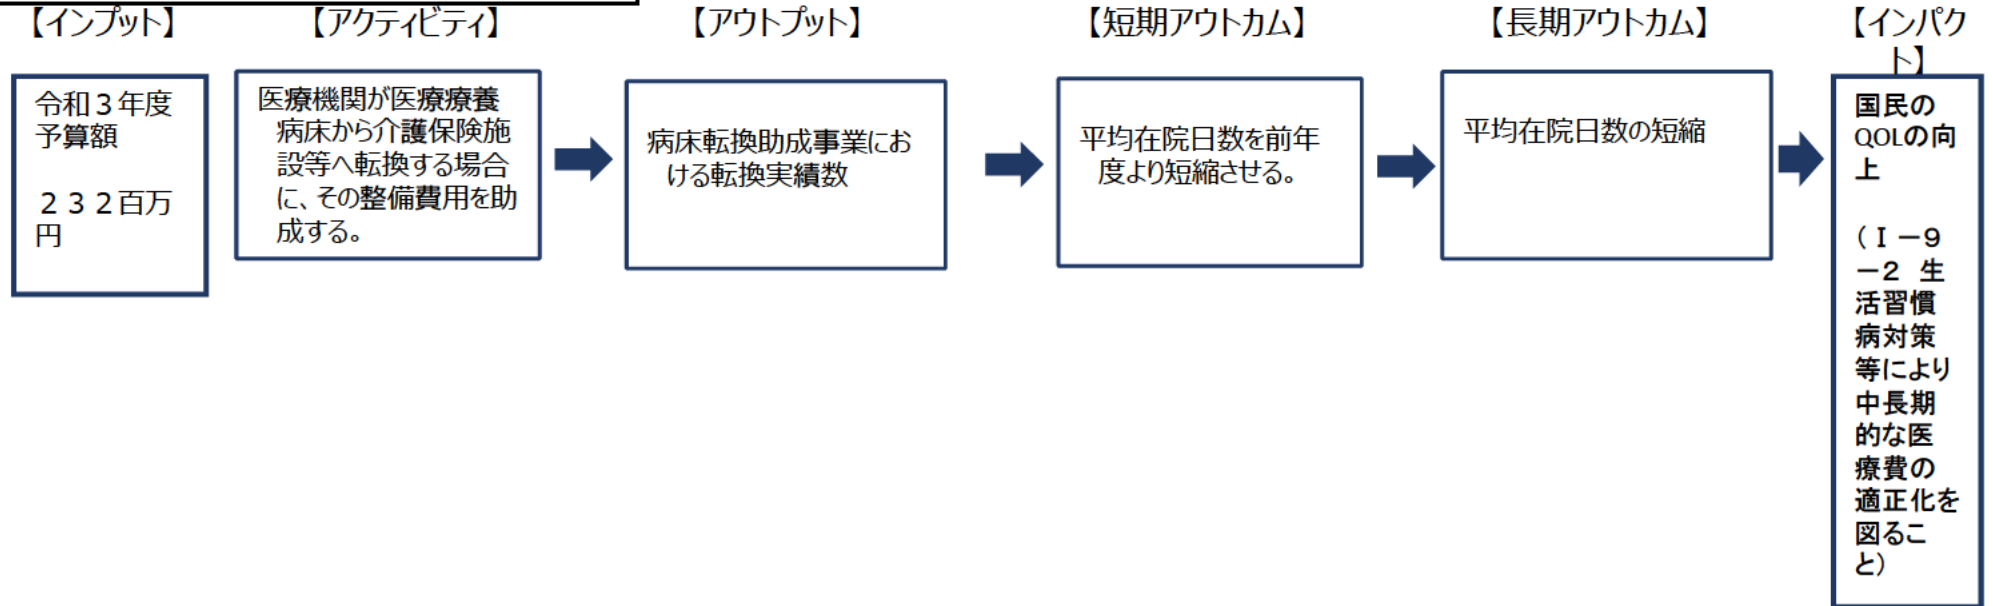 【インプット】
令和３年度
予算額
２３２百万
円
【アクティビティ】
医療機関が医療療養
病床から介護保険施
設等へ転換する場合
に、その整備費用を助
成する。
【アウトプット】
病床転換助成事業にお
ける転換実績数
【短期アウトカム】
平均在院日数を前年
度より短縮させる。
【長期アウトカム】
平均在院日数の短縮
【インパク
ト】
国民の
QOLの向
上
（Ⅰ－９
－２　生
活習慣
病対策
等により
中長期
的な医
療費の
適正化を
図るこ
と）